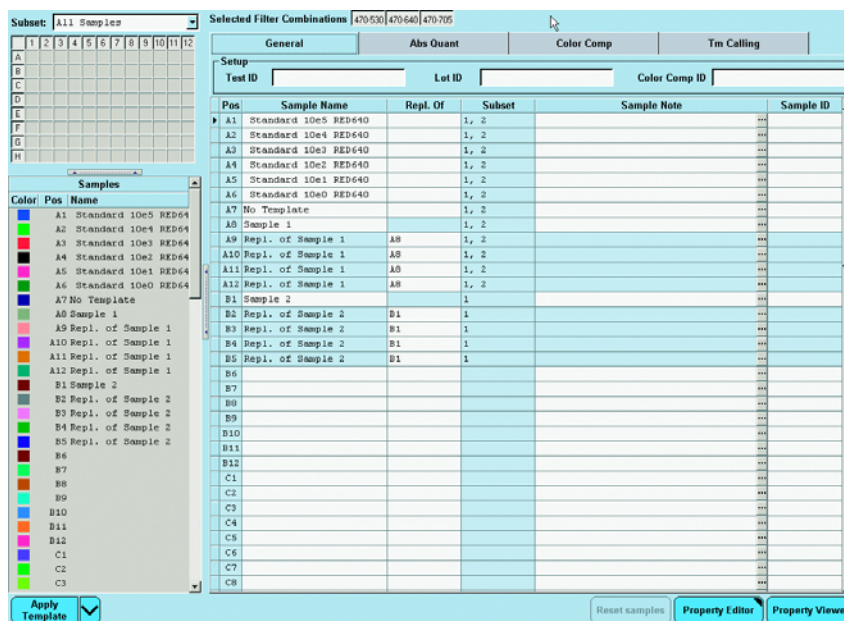 Subset: All Samples
Selected Filter Combinations 470-530 470-640 470-705
1 2 3 4 5 6 7 8 9 10 11 12
A
B
C
D
E
F
G
H
Samples
Color Pos Name
A1 Standard 10e5 RED64
A2 Standard 10e4 RED64
A3 Standard 10e3 RED64
A4 Standard 10e2 RED64
A5 Standard 10e1 RED64
A6 Standard 10e0 RED64
A7 No Template
A8 Sample 1
A9 Repl. of Sample 1
A10 Repl. of Sample 1
A11 Repl. of Sample 1
A12 Repl. of Sample 1
B1 Sample 2
B2 Repl. of Sample 2
B3 Repl. of Sample 2
B4 Repl. of Sample 2
B5 Repl. of Sample 2
B6
B7
B8
B9
B10
B11
B12
C1
C2
C3
Apply Template
General Abs Quant Color Comp Tm Calling
Setup
Test ID Lot ID Color Comp ID
Pos Sample Name Repl. Of Subset Sample Note Sample ID
A1 Standard 10e5 RED640 1, 2 ...
A2 Standard 10e4 RED640 1, 2 ...
A3 Standard 10e3 RED640 1, 2 ...
A4 Standard 10e2 RED640 1, 2 ...
A5 Standard 10e1 RED640 1, 2 ...
A6 Standard 10e0 RED640 1, 2 ...
A7 No Template 1, 2 ...
A8 Sample 1 1, 2 ...
A9 Repl. of Sample 1 A8 1, 2 ...
A10 Repl. of Sample 1 A8 1, 2 ...
A11 Repl. of Sample 1 A8 1, 2 ...
A12 Repl. of Sample 1 A8 1, 2 ...
B1 Sample 2 1 ...
B2 Repl. of Sample 2 B1 1 ...
B3 Repl. of Sample 2 B1 1 ...
B4 Repl. of Sample 2 B1 1 ...
B5 Repl. of Sample 2 B1 1 ...
B6 ...
B7 ...
B8 ...
B9 ...
B10 ...
B11 ...
B12 ...
C1 ...
C2 ...
C3 ...
C4 ...
C5 ...
C6 ...
C7 ...
C8 ...
Reset samples Property Editor Property Viewe